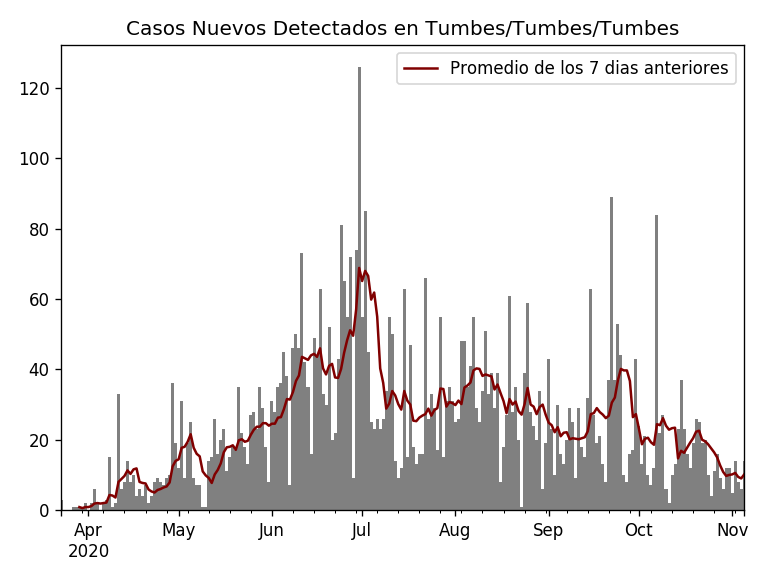 Casos Nuevos Detectados en Tumbes/Tumbes/Tumbes
Promedio de los 7 dias anteriores
120
100
80
60
40
20
0
Apr May Jun Jul Aug Sep Oct Nov
2020